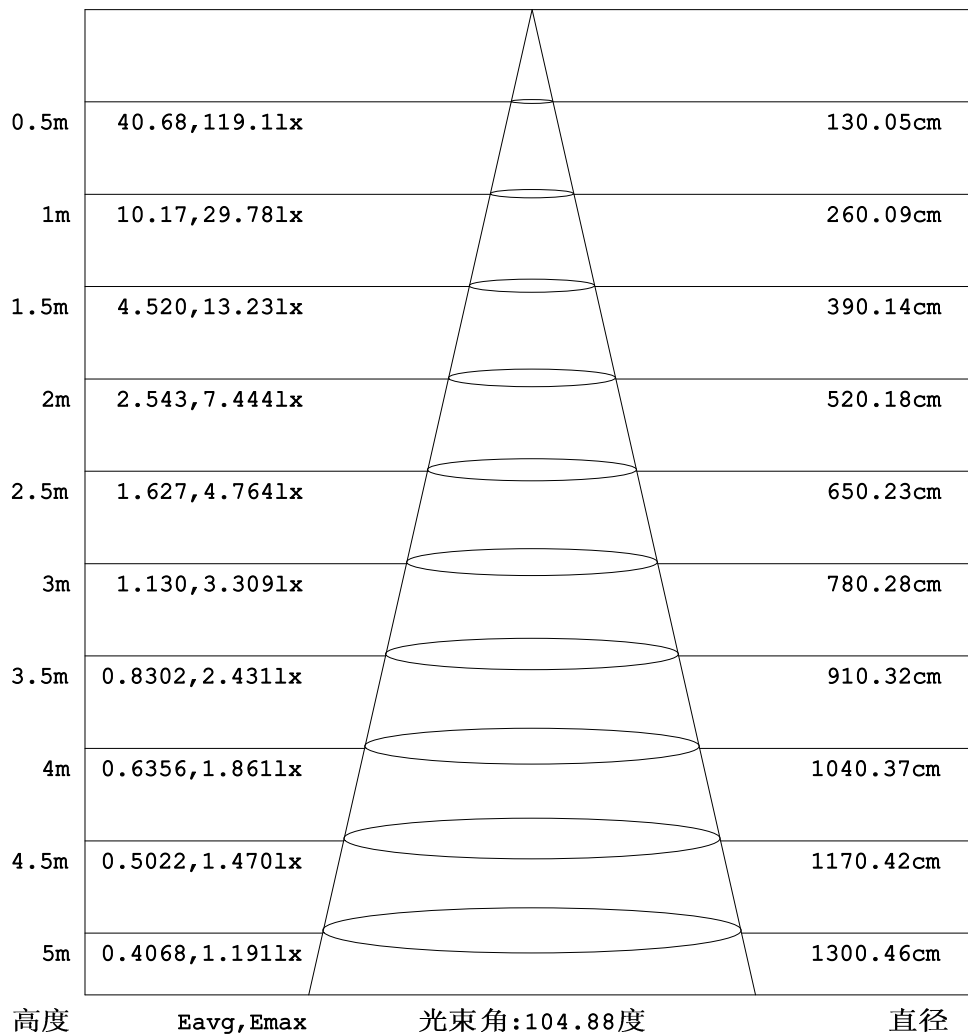 0.5m 40.68,119.1lx 130.05cm
1m 10.17,29.78lx 260.09cm
1.5m 4.520,13.23lx 390.14cm
2m 2.543,7.444lx 520.18cm
2.5m 1.627,4.764lx 650.23cm
3m 1.130,3.309lx 780.28cm
3.5m 0.8302,2.431lx 910.32cm
4m 0.6356,1.861lx 1040.37cm
4.5m 0.5022,1.470lx 1170.42cm
5m 0.4068,1.191lx 1300.46cm
高度 Eavg,Emax 光束角:104.88度 直径